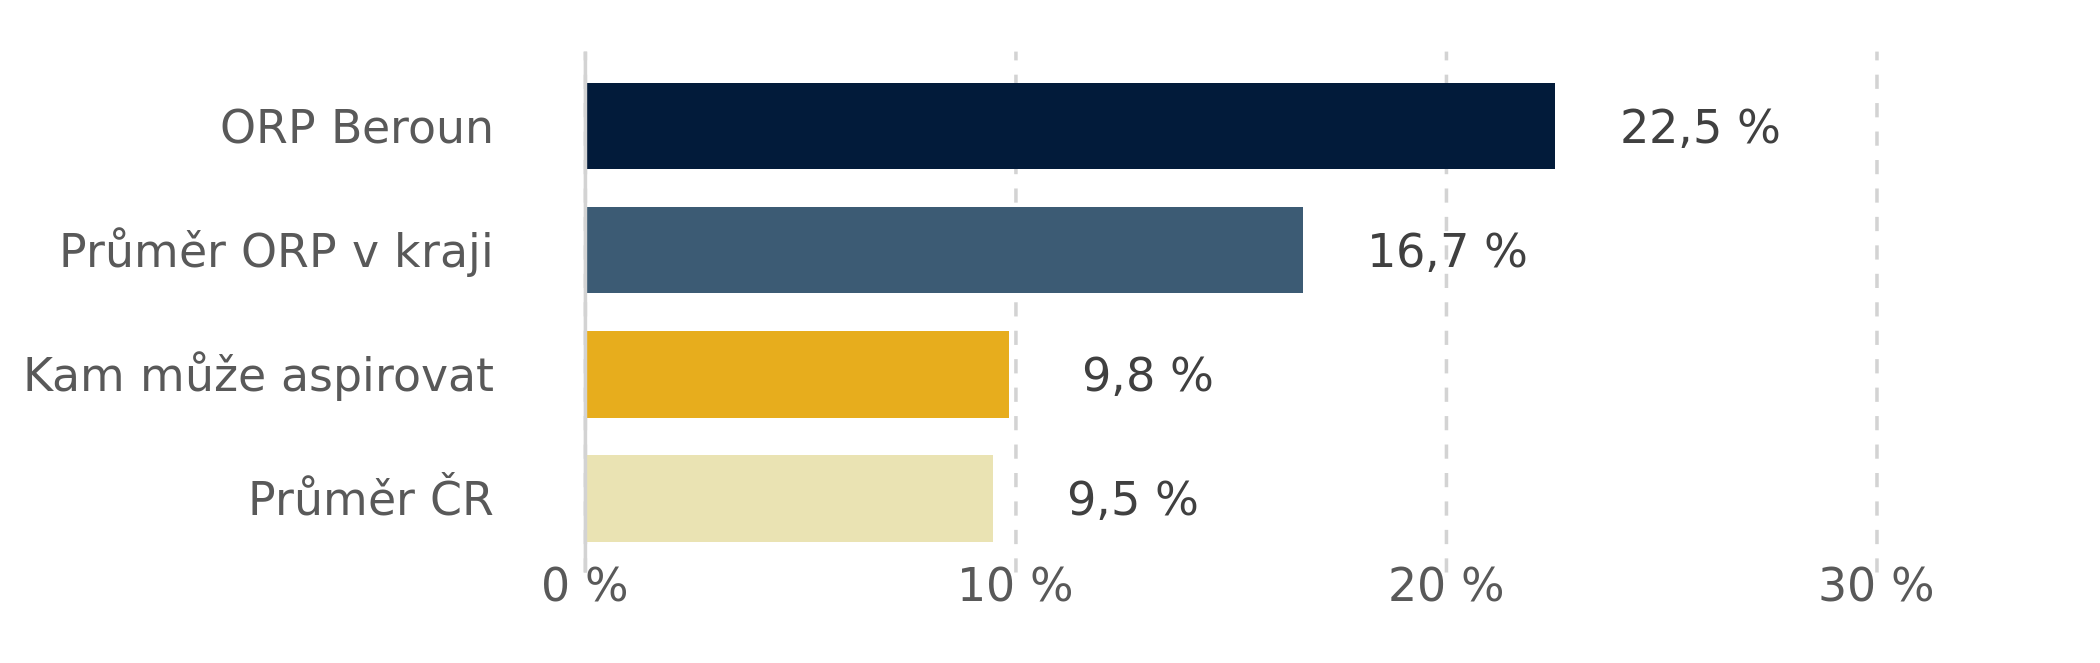 ORP Beroun 22,5 %
Průměr ORP v kraji 16,7 %
Kam může aspirovat 9,8 %
Průměr ČR 9,5 %
0 % 10 % 20 % 30 %